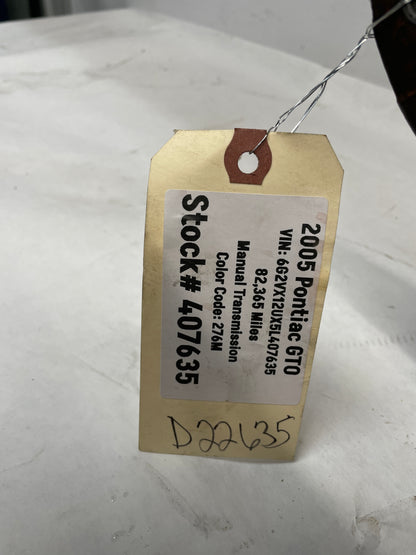 2005 Pontiac GTO
VIN: 6G2VX12UX5L407635
82,365 Miles
Manual Transmission
Color Code: 276M
Stock# 407635
D22635